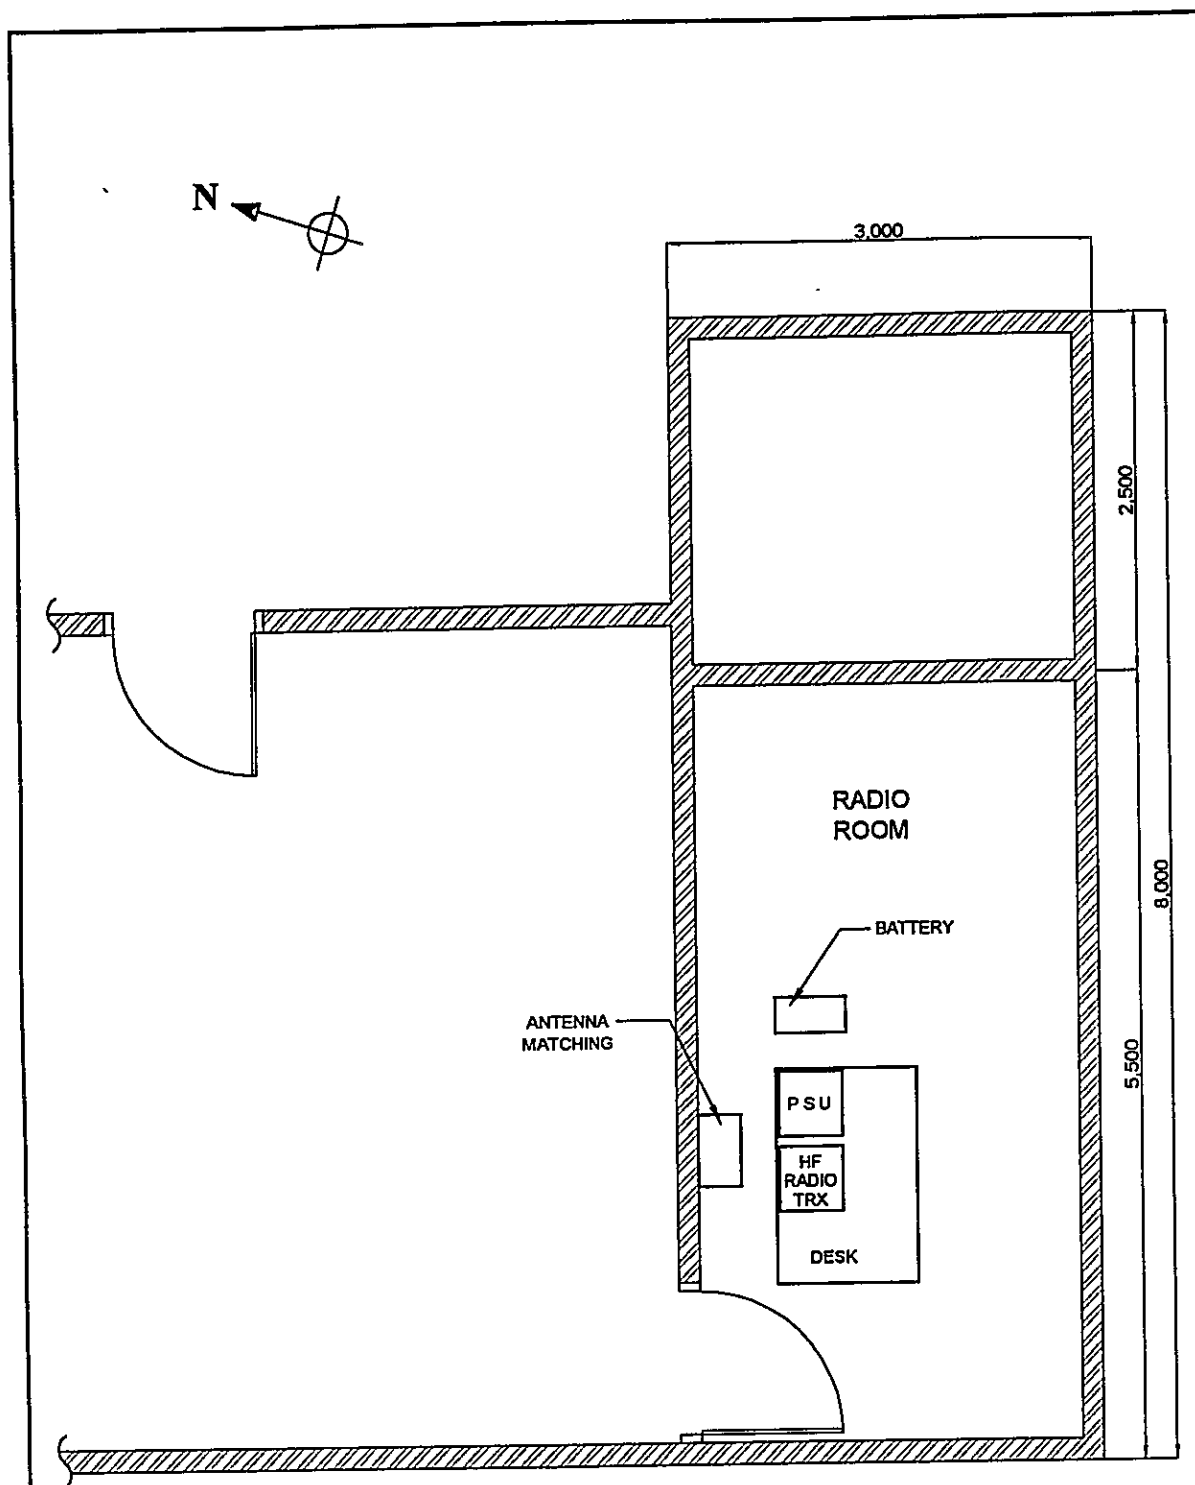 N
3,000
2,500
RADIO
ROOM
8,000
BATTERY
ANTENNA
MATCHING
5,500
PSU
HF
RADIO
TRX
DESK